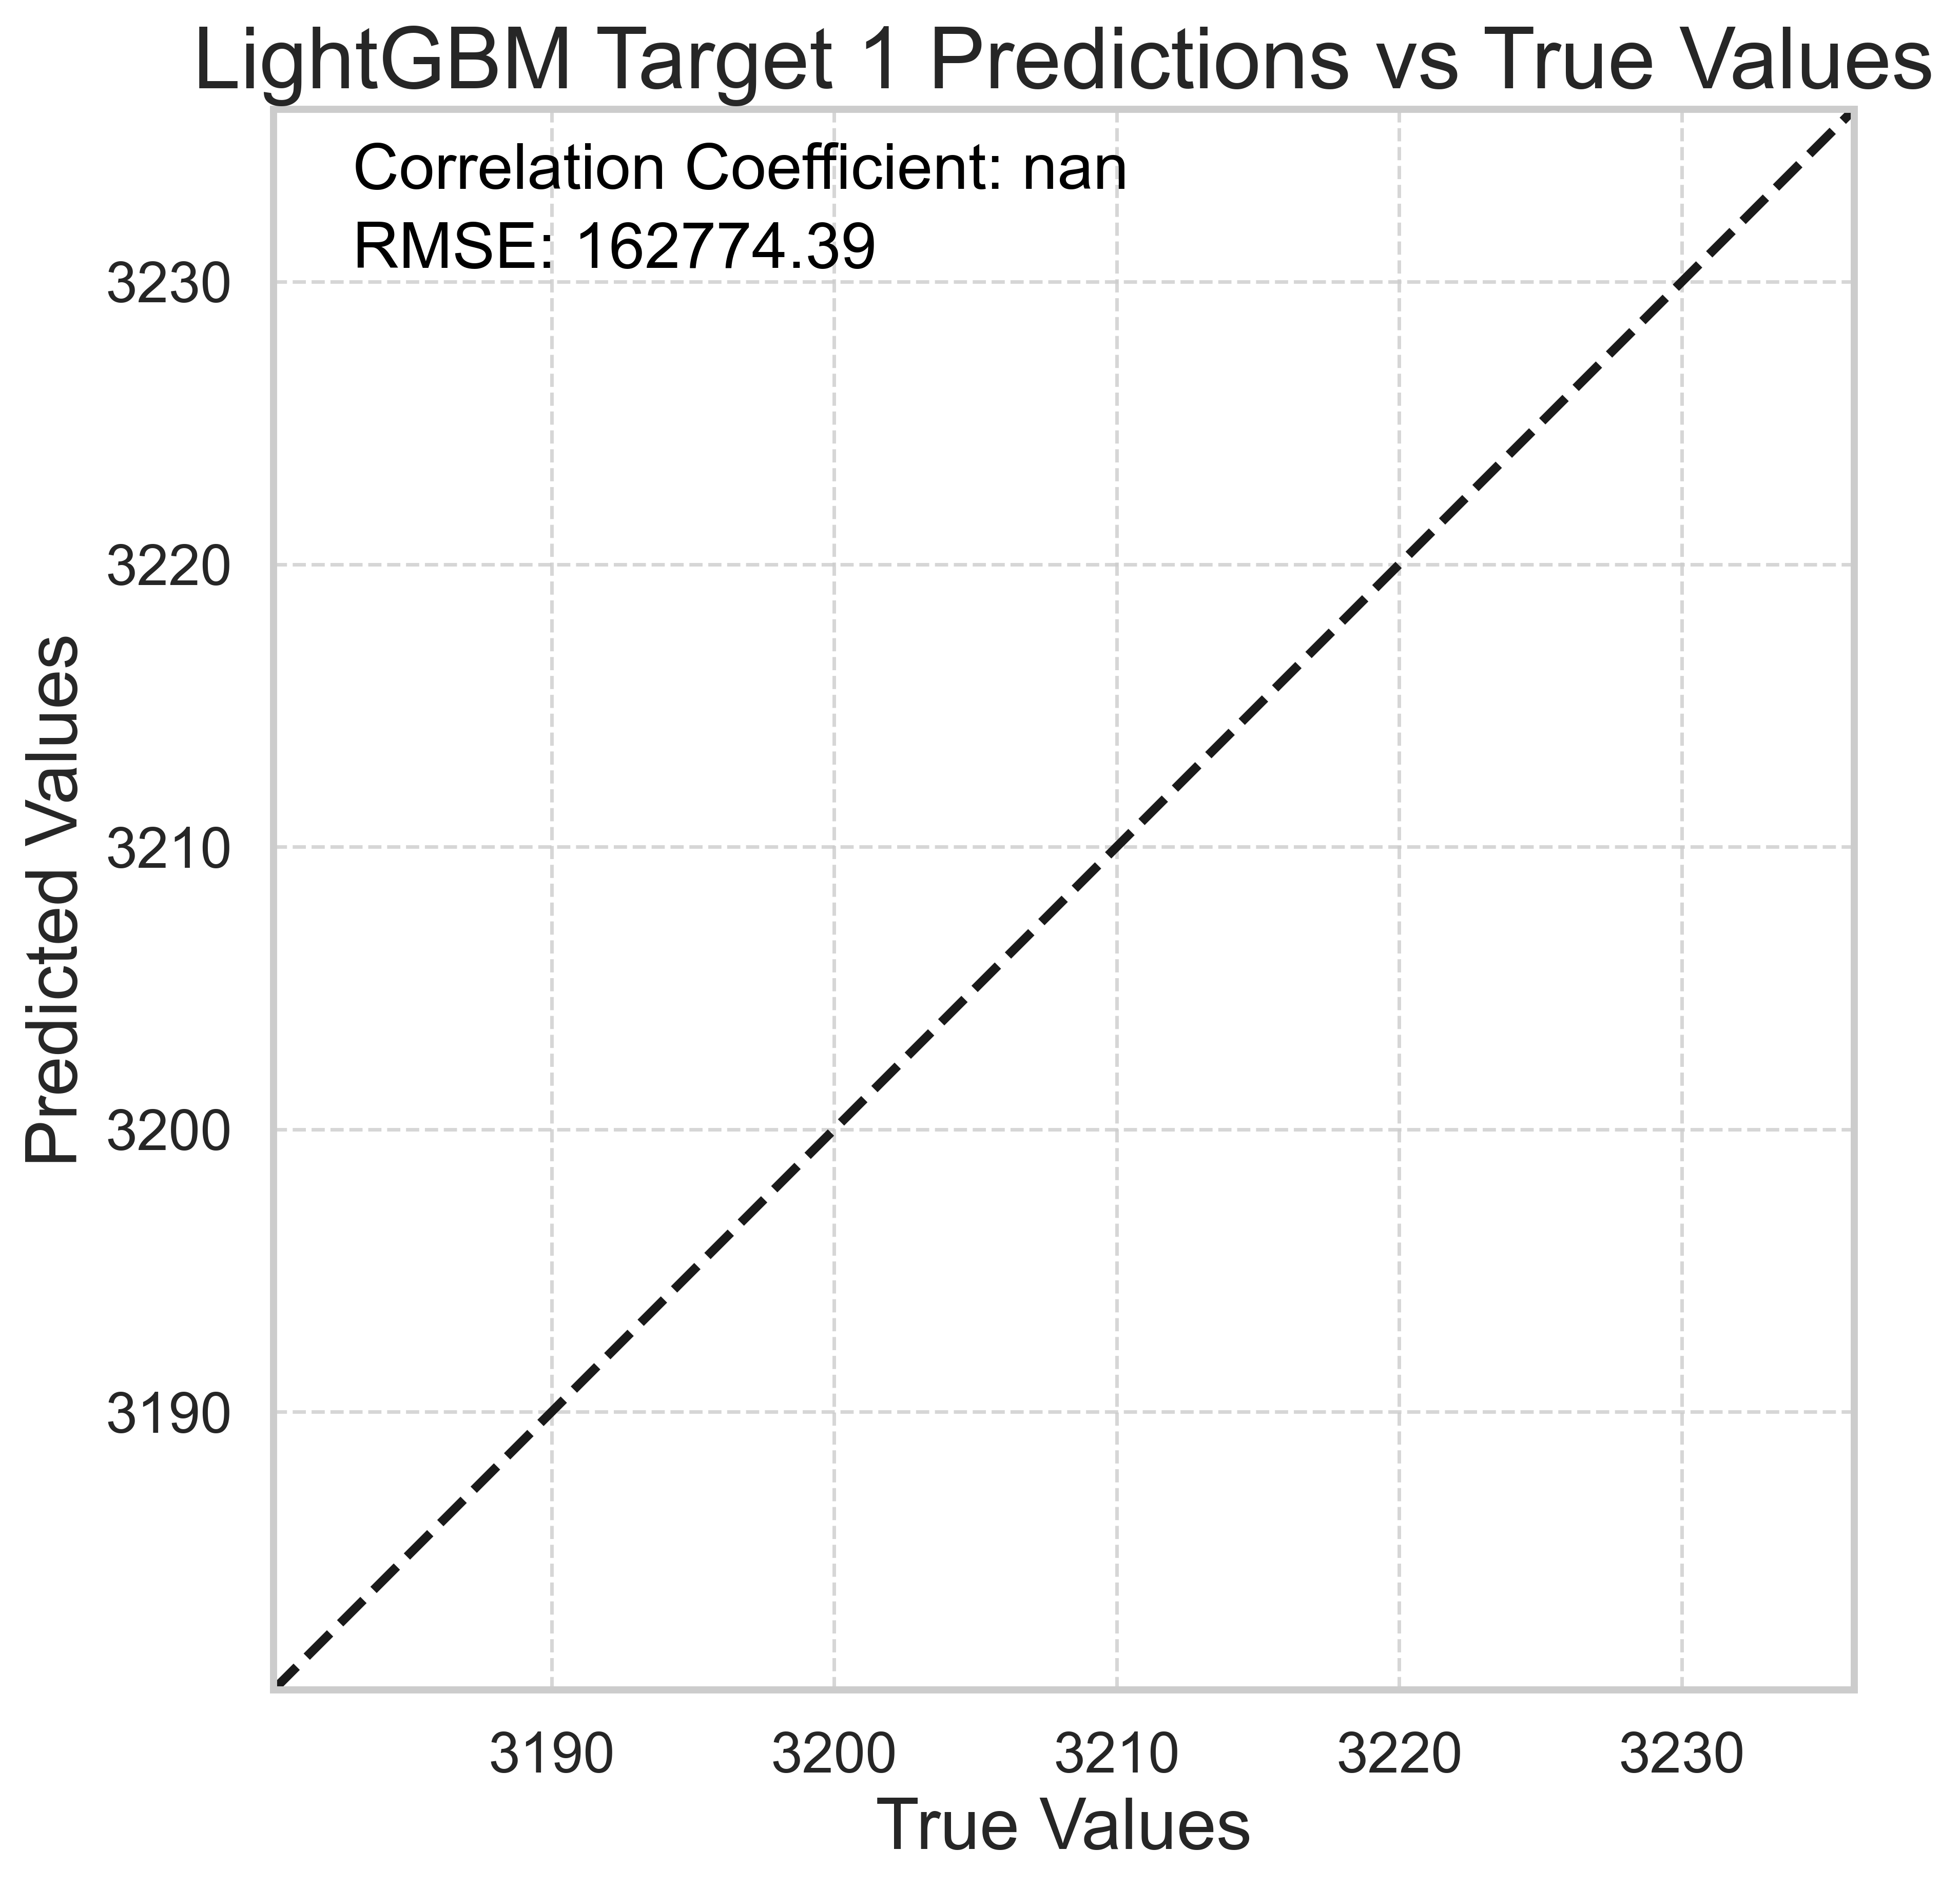 LightGBM Target 1 Predictions vs True Values
Correlation Coefficient: nan
RMSE: 162774.39
Predicted Values
3230
3220
3210
3200
3190
3190 3200 3210 3220 3230
True Values